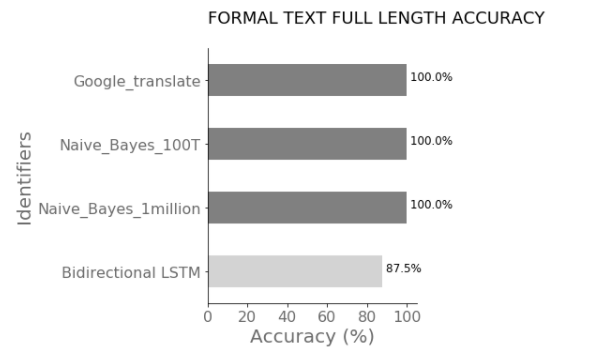 FORMAL TEXT FULL LENGTH ACCURACY
Identifiers
Google_translate
100.0%
Naive_Bayes_100T
100.0%
Naive_Bayes_1million
100.0%
Bidirectional LSTM
87.5%
0 20 40 60 80 100
Accuracy (%)